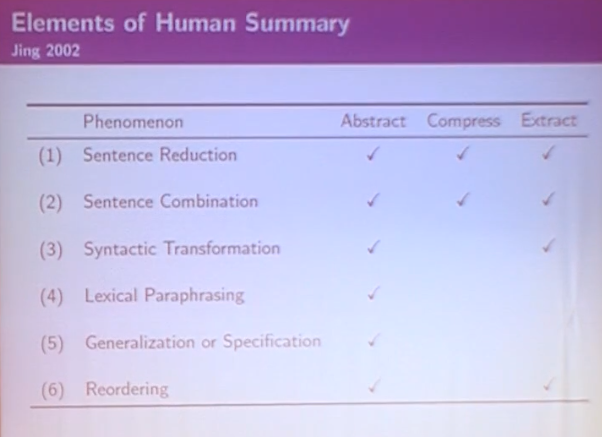 Elements of Human Summary
Jing 2002
Phenomenon Abstract Compress Extract
(1) Sentence Reduction ✓ ✓ ✓
(2) Sentence Combination ✓ ✓ ✓
(3) Syntactic Transformation ✓ ✓
(4) Lexical Paraphrasing ✓
(5) Generalization or Specification ✓
(6) Reordering ✓ ✓